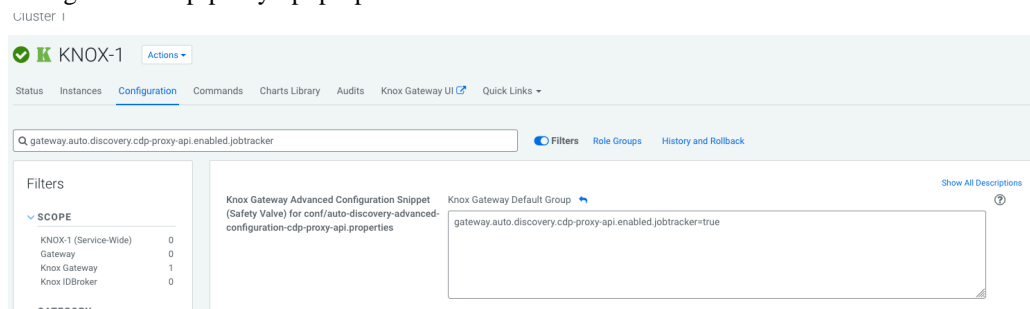 Cluster 1
KNOX-1 Actions
Status Instances Configuration Commands Charts Library Audits Knox Gateway UI Quick Links
gateway.auto.discovery.cdp-proxy-api.enabled.jobtracker Filters Role Groups History and Rollback
Filters
Show All Descriptions
SCOPE
KNOX-1 (Service-Wide) 0
Gateway 0
Knox Gateway 1
Knox IDBroker 0
Knox Gateway Advanced Configuration Snippet
(Safety Valve) for conf/auto-discovery-advanced-
configuration-cdp-proxy-api.properties
Knox Gateway Default Group
gateway.auto.discovery.cdp-proxy-api.enabled.jobtracker=true
CATEGORY